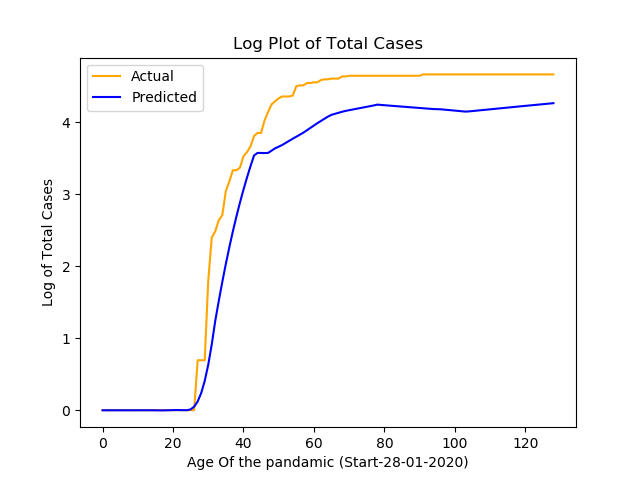 Log Plot of Total Cases
Actual
Predicted
4
3
2
1
0
Log of Total Cases
0 20 40 60 80 100 120
Age Of the pandamic (Start-28-01-2020)